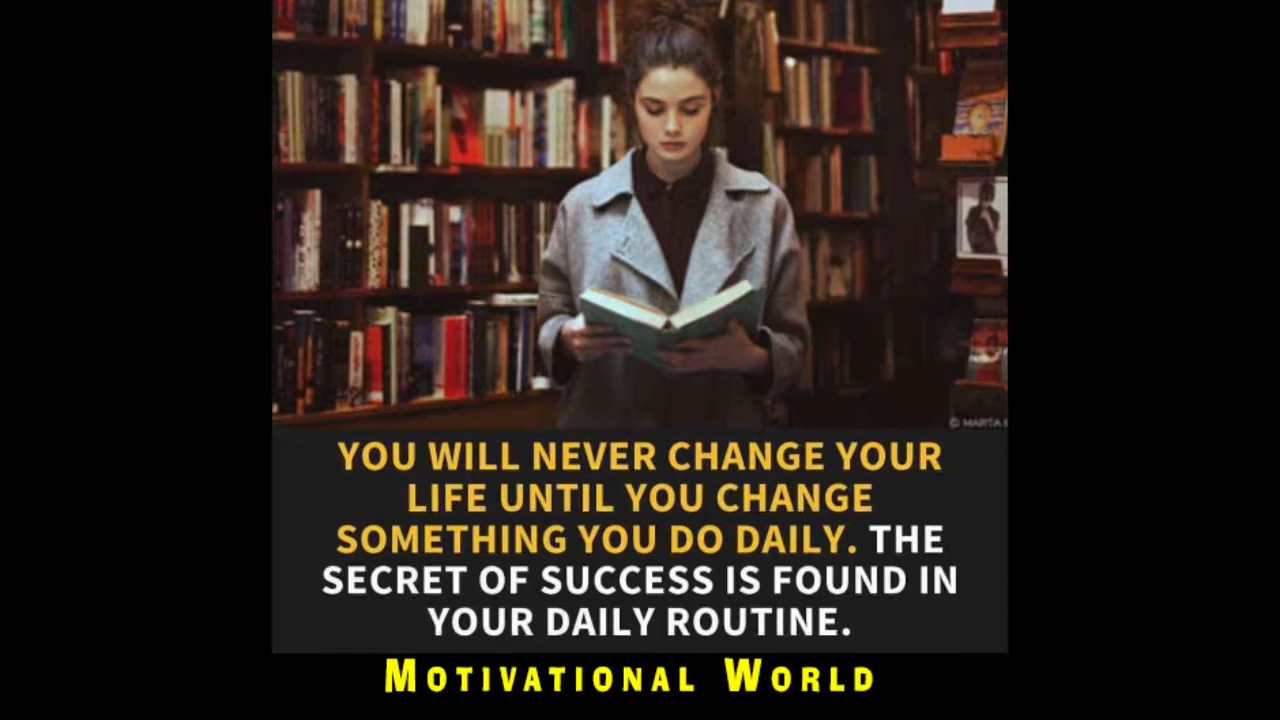 © MARTA
YOU WILL NEVER CHANGE YOUR
LIFE UNTIL YOU CHANGE
SOMETHING YOU DO DAILY. THE
SECRET OF SUCCESS IS FOUND IN
YOUR DAILY ROUTINE.
MOTIVATIONAL WORLD